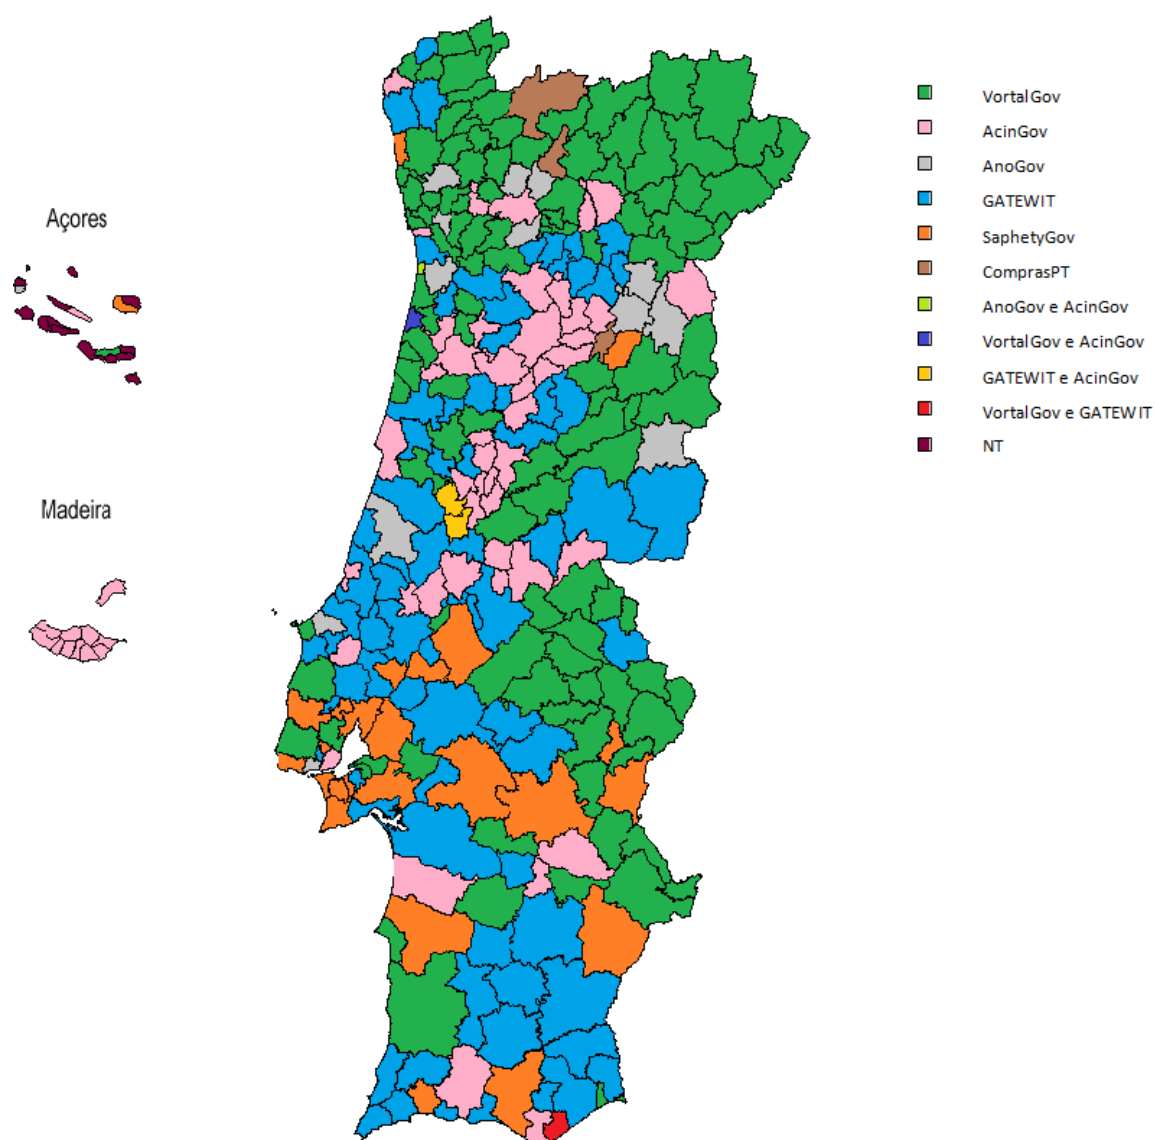 VortalGov
AcinGov
AnoGov
GATEWIT
SaphetyGov
ComprasPT
AnoGov e AcinGov
VortalGov e AcinGov
GATEWIT e AcinGov
VortalGov e GATEWIT
NT
Açores
Madeira